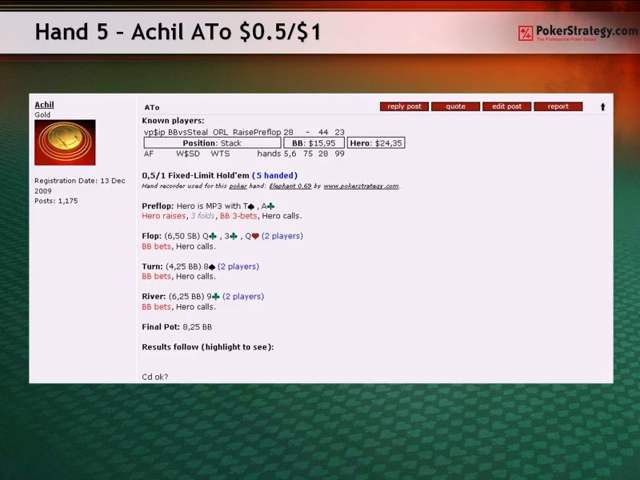 Hand 5 – Achil ATo $0.5/$1
PokerStrategy.com
The Professional Poker School
Achil
Gold
Registration Date: 13 Dec
2009
Posts: 1,175
ATo
reply post quote edit post report
Known players:
vp$ip BBvsSteal ORL RaisePreflop 28 - 44 23
Position: Stack BB: $15,95 Hero: $24,35
AF W$SD WTS hands 5,6 75 28 99
0,5/1 Fixed-Limit Hold'em (5 handed)
Hand recorder used for this poker hand: Elephant 0.69 by www.pokerstrategy.com.
Preflop: Hero is MP3 with T♠, A♣
Hero raises, 3 folds, BB 3-bets, Hero calls.
Flop: (6,50 SB) Q♣, 3♣, Q♥ (2 players)
BB bets, Hero calls.
Turn: (4,25 BB) 8♠ (2 players)
BB bets, Hero calls.
River: (6,25 BB) 9♣ (2 players)
BB bets, Hero calls.
Final Pot: 8,25 BB
Results follow (highlight to see):
Cd ok?